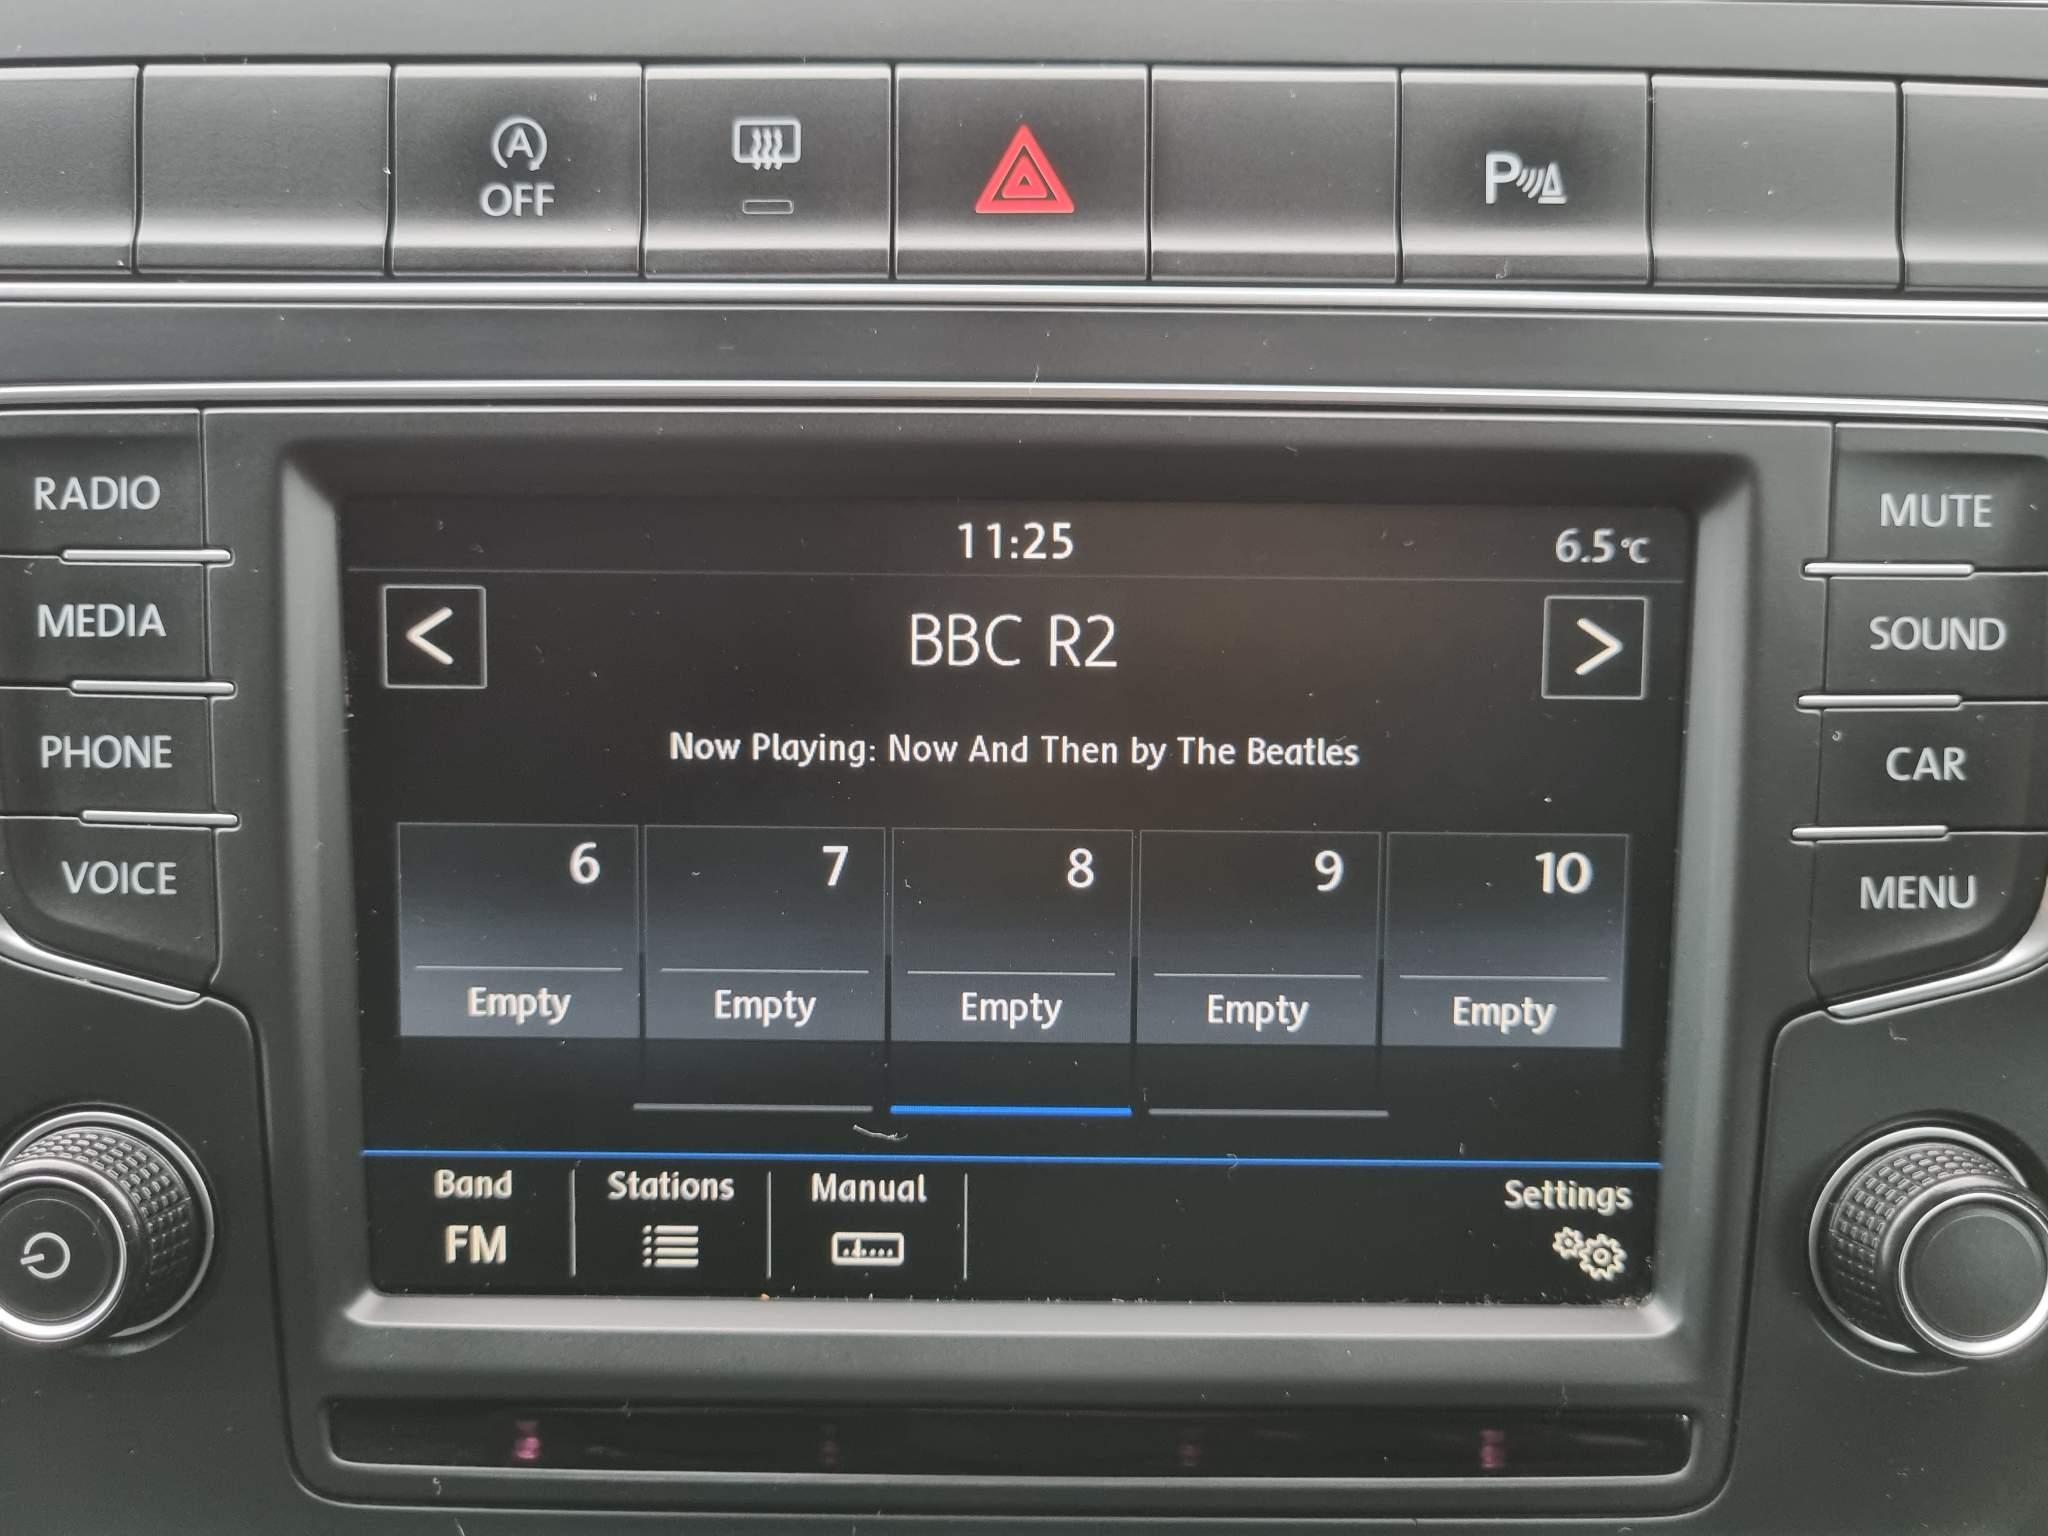 A
OFF
P
RADIO
MEDIA
PHONE
VOICE
11:25
6.5°C
<
BBC R2
>
Now Playing: Now And Then by The Beatles
6
7
8
9
10
Empty
Empty
Empty
Empty
Empty
Band
FM
Stations
Manual
Settings
MUTE
SOUND
CAR
MENU